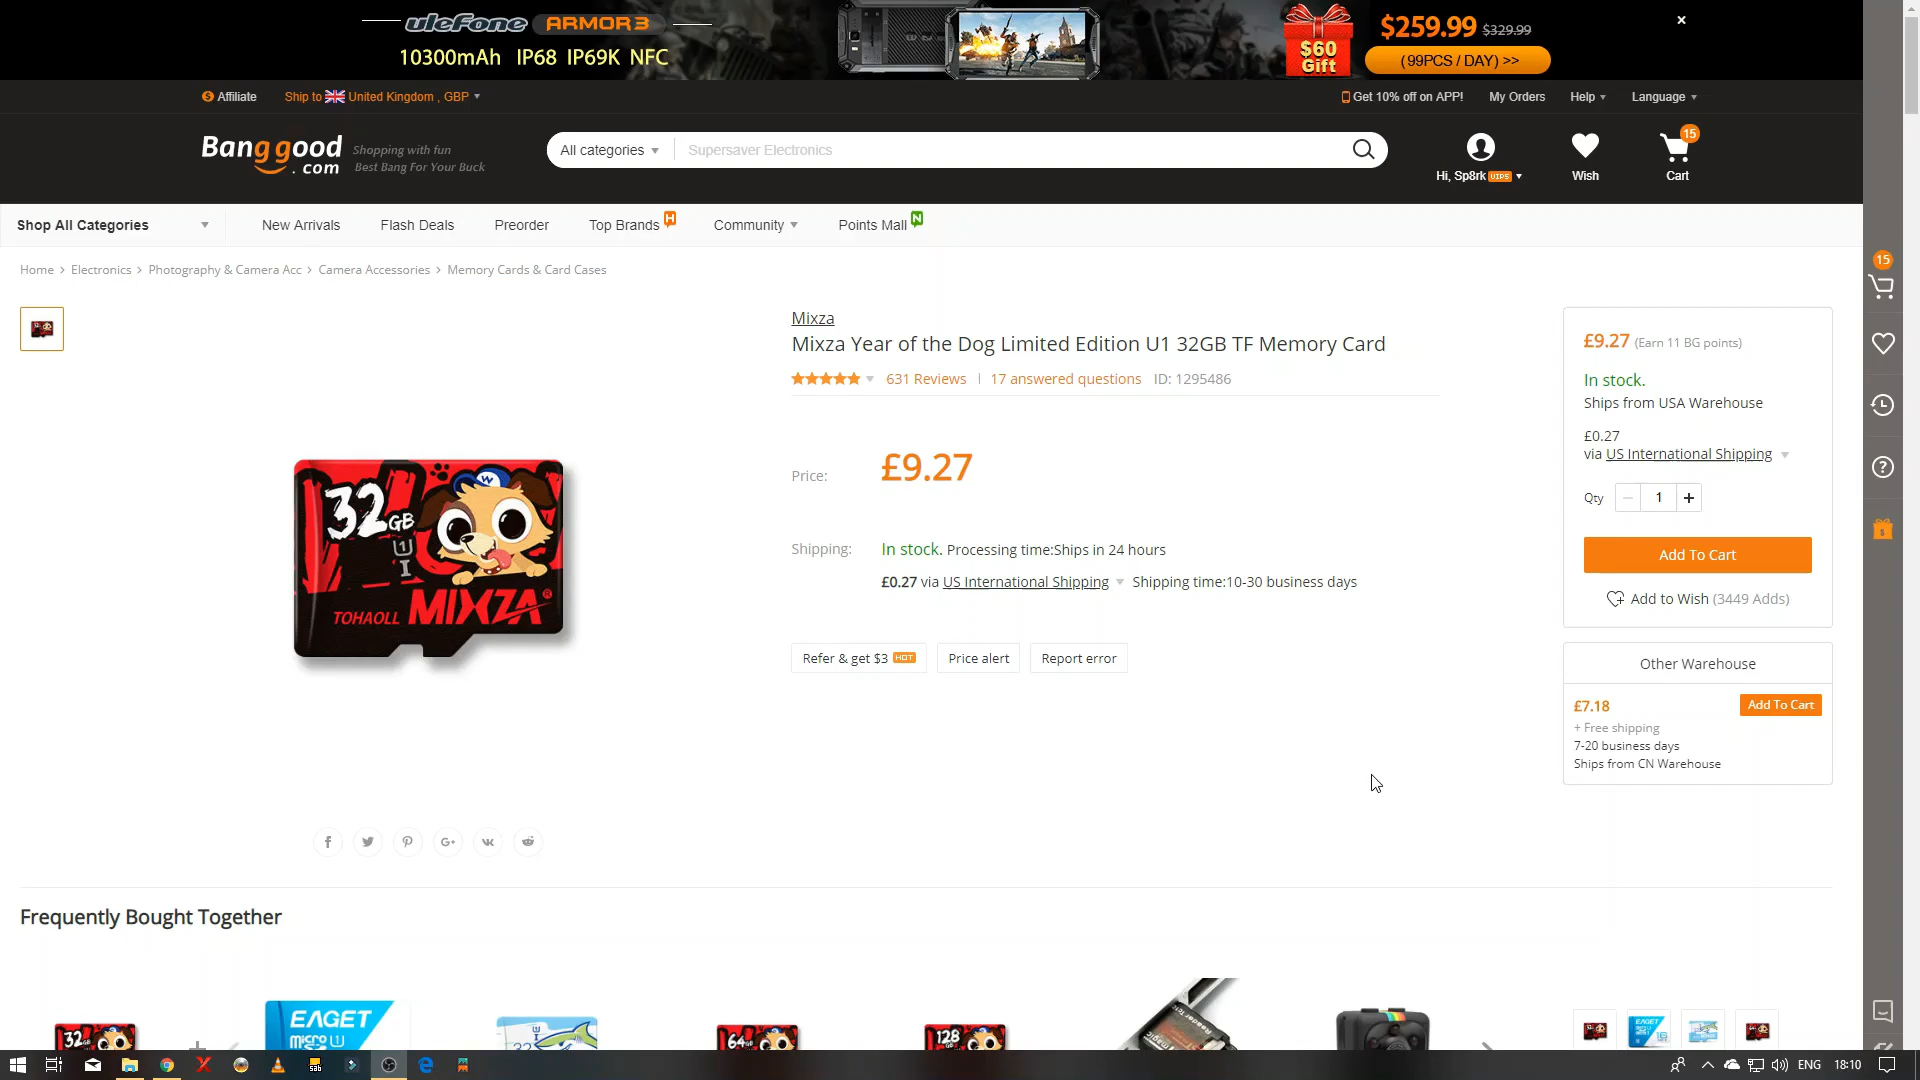 uleFone ARMOR 3
10300mAh IP68 IP69K NFC
$60
Gift
$259.99 $329.99
(99PCS / DAY) >>
Affiliate
Ship to United Kingdom , GBP
Get 10% off on APP!
My Orders
Help
Language
Banggood
.com
Shopping with fun
Best Bang For Your Buck
All categories
Supersaver Electronics
Hi, Sp8rk
Wish
15
Cart
Shop All Categories
New Arrivals
Flash Deals
Preorder
Top Brands H
Community
Points Mall N
Home > Electronics > Photography & Camera Acc > Camera Accessories > Memory Cards & Card Cases
15
Mixza
Mixza Year of the Dog Limited Edition U1 32GB TF Memory Card
631 Reviews | 17 answered questions ID: 1295486
32GB
W
U1
I
TOHAOLL MIXZA®
Price: £9.27
Shipping: In stock. Processing time:Ships in 24 hours
£0.27 via US International Shipping Shipping time:10-30 business days
Refer & get $3 HOT
Price alert
Report error
£9.27 (Earn 11 BG points)
In stock.
Ships from USA Warehouse
£0.27
via US International Shipping
Qty 1
Add To Cart
Add to Wish (3449 Adds)
Other Warehouse
£7.18
Add To Cart
+ Free shipping
7-20 business days
Ships from CN Warehouse
Frequently Bought Together
32GB
EAGET
micro U
32
64GB
128GB
ENG
18:10